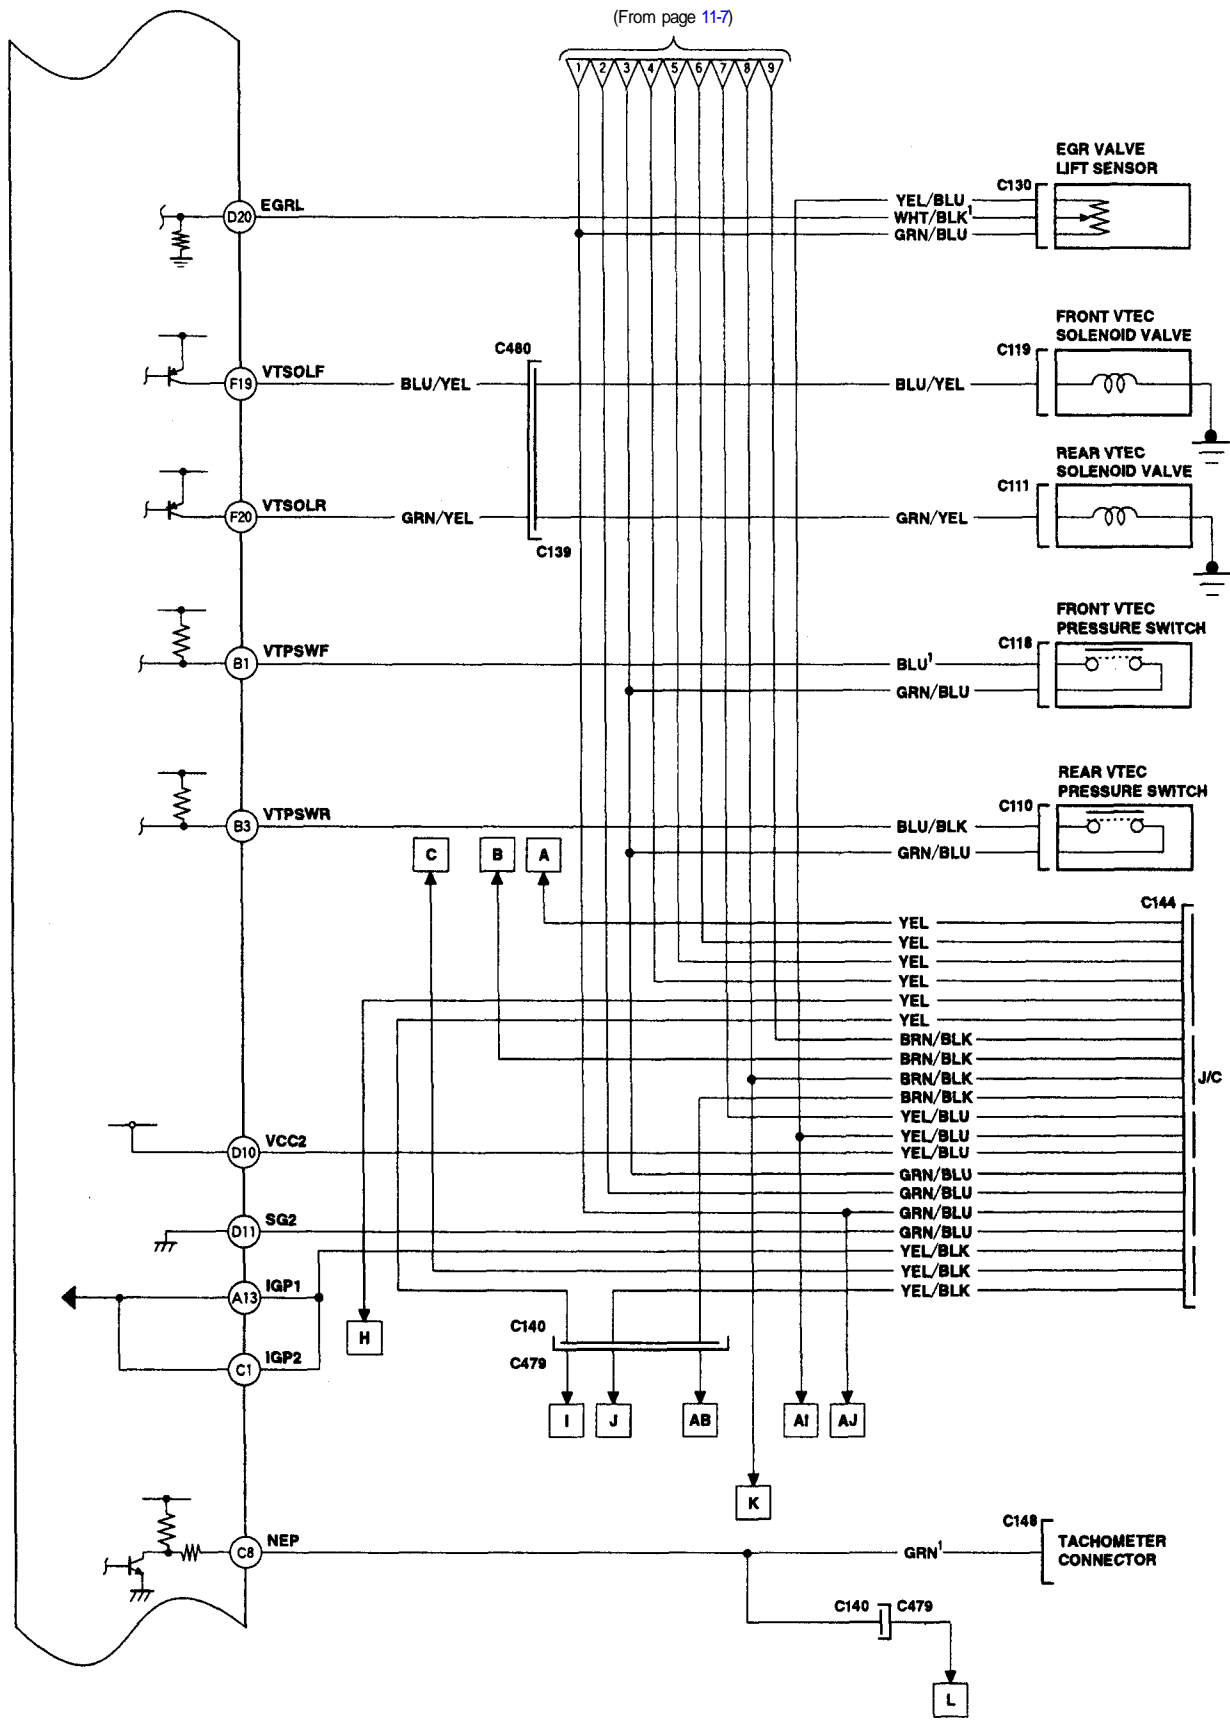 (From page 11-7)
1 2 3 4 5 6 7 8 9
EGR VALVE
LIFT SENSOR
C130
YEL/BLU
D20 EGRL
WHT/BLK1
GRN/BLU
FRONT VTEC
SOLENOID VALVE
C480
C119
F19 VTSOLF
BLU/YEL
BLU/YEL
REAR VTEC
SOLENOID VALVE
C111
F20 VTSOLR
GRN/YEL
GRN/YEL
C139
FRONT VTEC
PRESSURE SWITCH
C118
B1 VTPSWF
BLU1
GRN/BLU
REAR VTEC
PRESSURE SWITCH
C110
B3 VTPSWR
BLU/BLK
C B A
GRN/BLU
C144
YEL
YEL
YEL
YEL
YEL
YEL
BRN/BLK
BRN/BLK
BRN/BLK
J/C
BRN/BLK
YEL/BLU
YEL/BLU
D10 VCC2
YEL/BLU
GRN/BLU
GRN/BLU
GRN/BLU
D11 SG2
GRN/BLU
YEL/BLK
YEL/BLK
A13 IGP1
YEL/BLK
C140
H
C1 IGP2
C479
I J AB AI AJ
K
C148
C8 NEP
GRN1
TACHOMETER
CONNECTOR
C140 C479
L